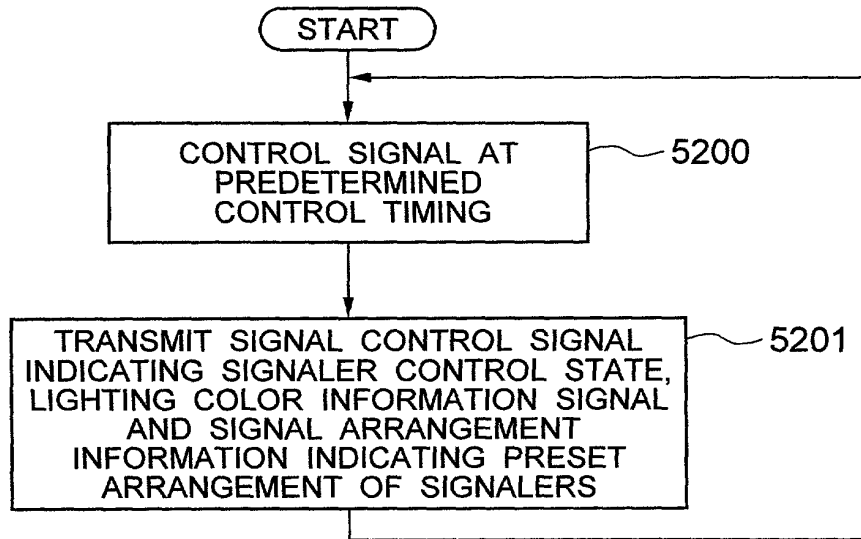 START
CONTROL SIGNAL AT
PREDETERMINED
CONTROL TIMING
5200
TRANSMIT SIGNAL CONTROL SIGNAL
INDICATING SIGNALER CONTROL STATE,
LIGHTING COLOR INFORMATION SIGNAL
AND SIGNAL ARRANGEMENT
INFORMATION INDICATING PRESET
ARRANGEMENT OF SIGNALERS
5201